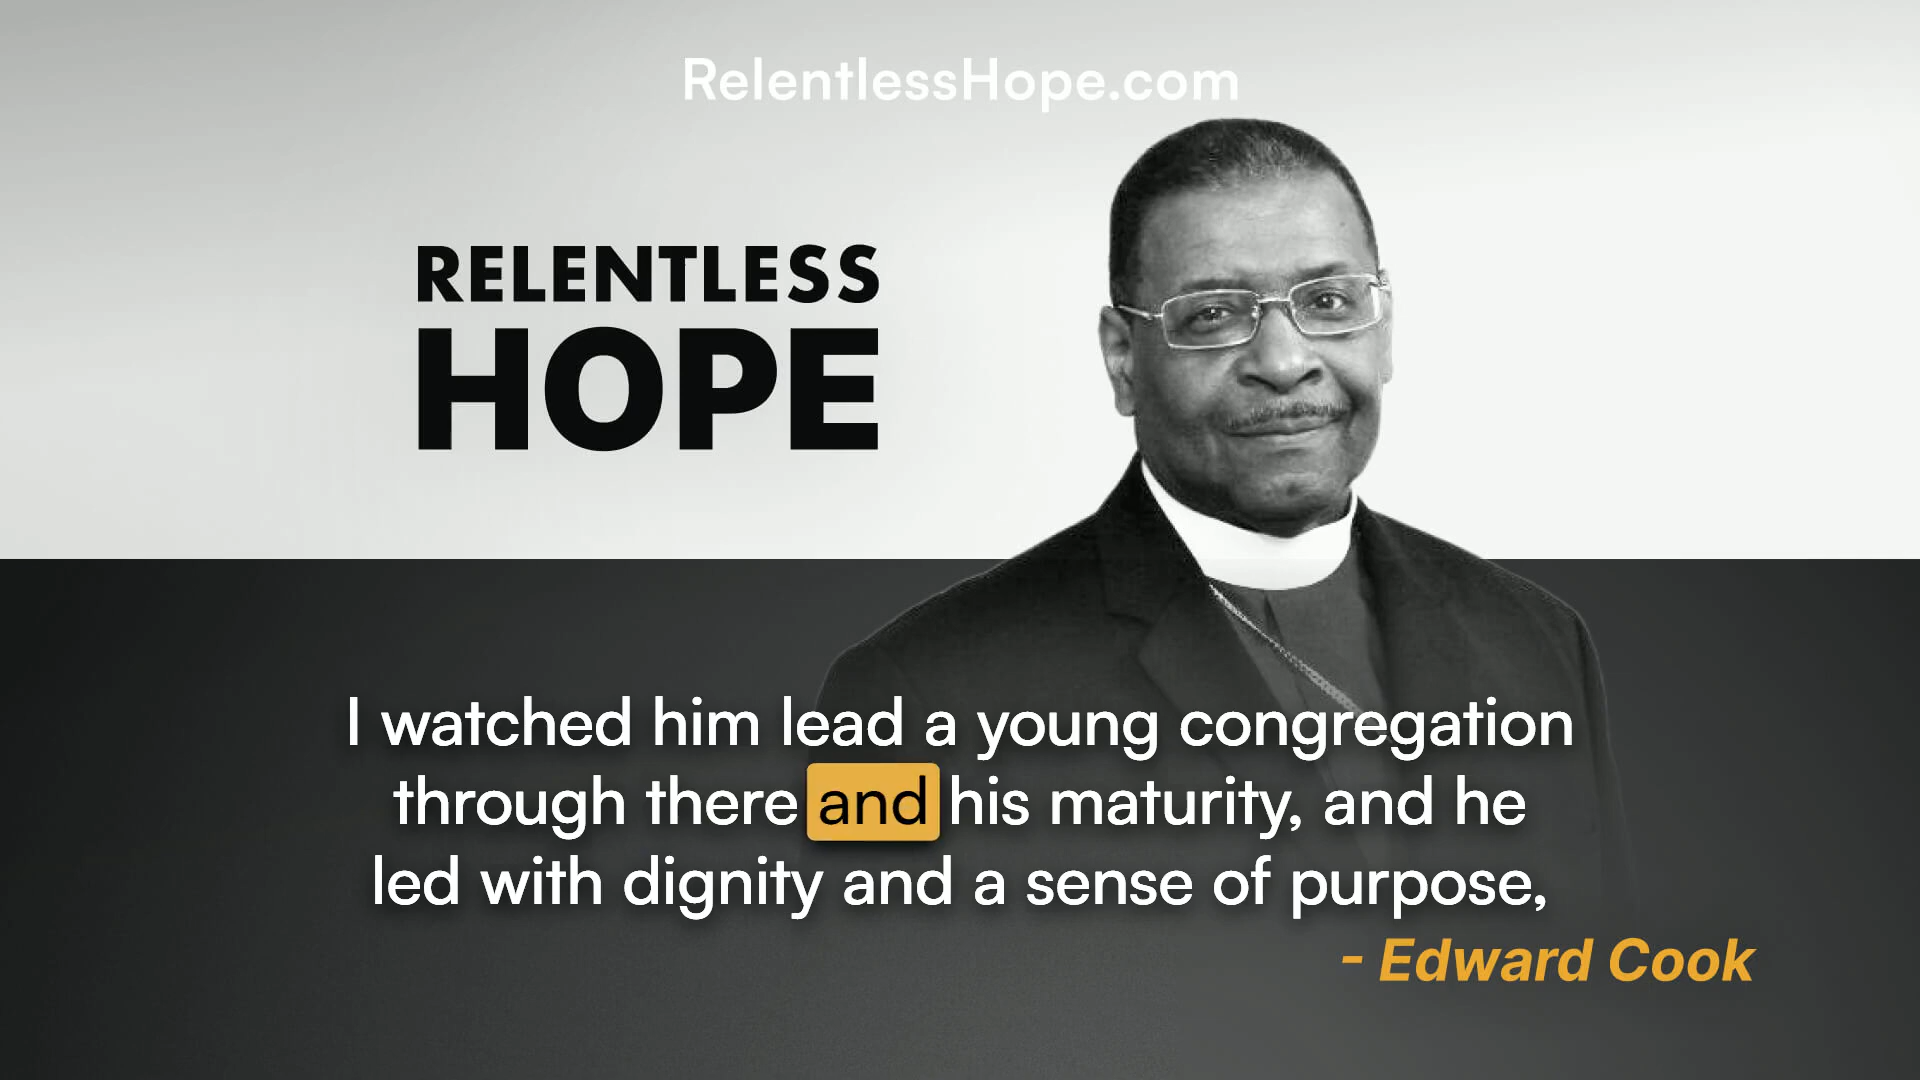 RelentlessHope.com
RELENTLESS
HOPE
I watched him lead a young congregation
through there and his maturity, and he
led with dignity and a sense of purpose,
- Edward Cook